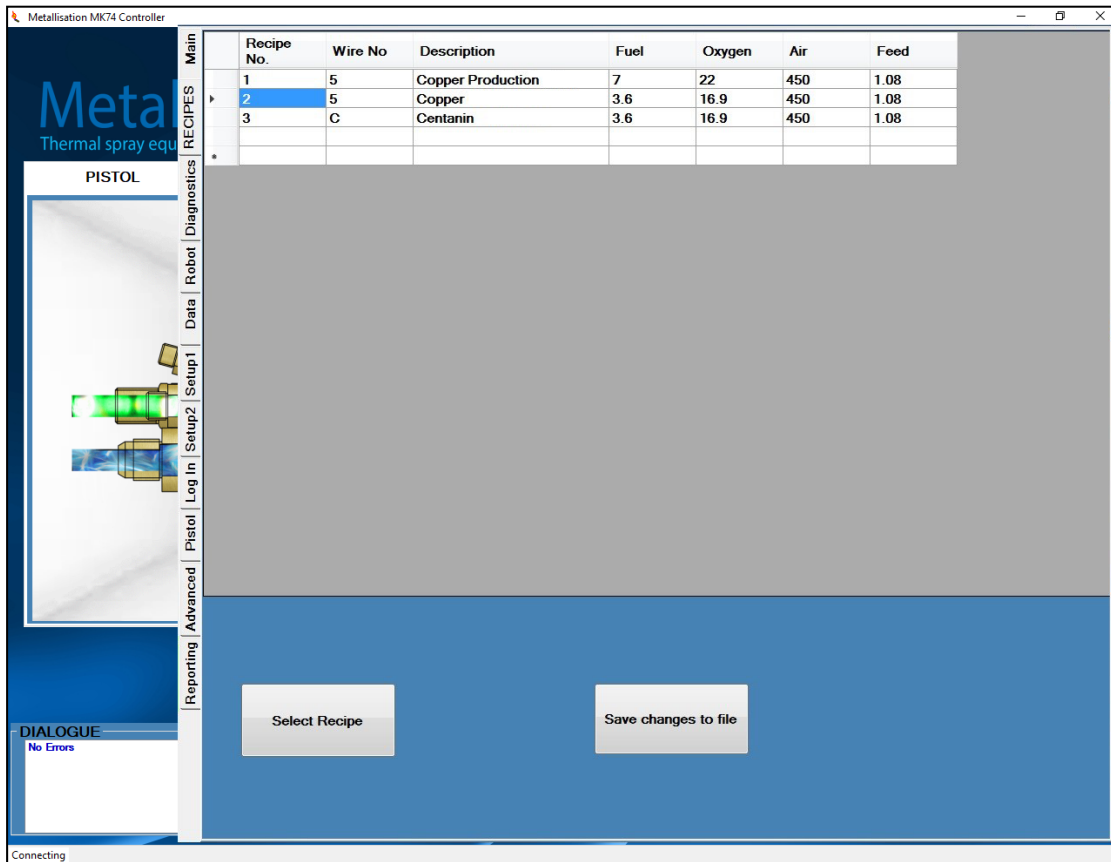 Metallisation MK74 Controller
Metal
Thermal spray equ
PISTOL
Main
RECIPES
Diagnostics
Robot
Data
Setup1
Setup2
Log In
Pistol
Advanced
Reporting
Recipe No. Wire No Description Fuel Oxygen Air Feed
1 5 Copper Production 7 22 450 1.08
2 5 Copper 3.6 16.9 450 1.08
3 C Centanin 3.6 16.9 450 1.08
*
Select Recipe
Save changes to file
DIALOGUE
No Errors
Connecting